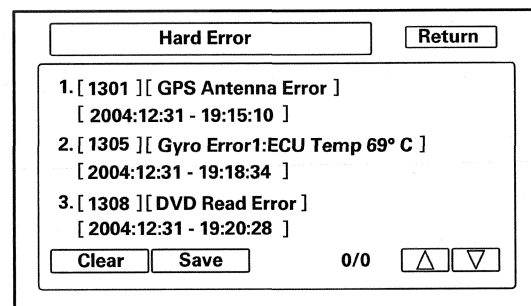 Hard Error Return
1. [ 1301 ] [ GPS Antenna Error ]
[ 2004:12:31 - 19:15:10 ]
2. [ 1305 ] [ Gyro Error1:ECU Temp 69° C ]
[ 2004:12:31 - 19:18:34 ]
3. [ 1308 ] [ DVD Read Error ]
[ 2004:12:31 - 19:20:28 ]
Clear Save 0/0 △ ▽